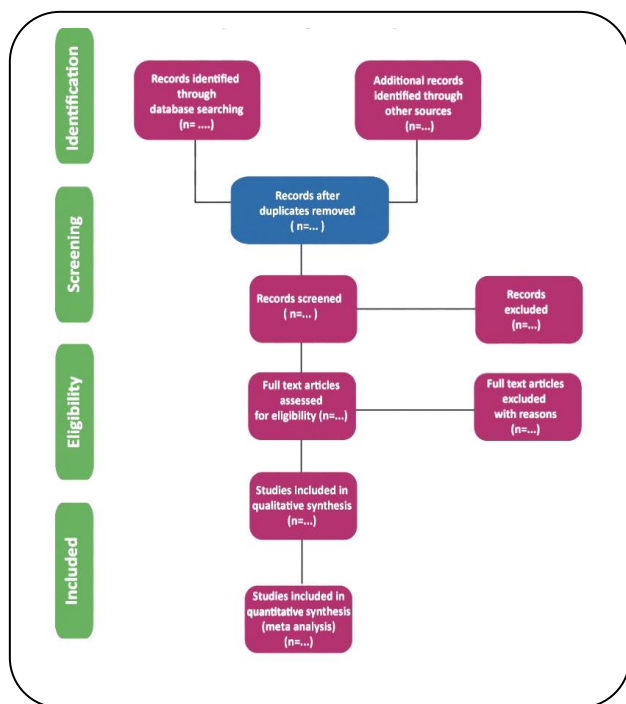 Identification
Records identified
through
database searching
(n= ....)
Additional records
identified through
other sources
(n=...)
Screening
Records after
duplicates removed
( n=... )
Records screened
( n=... )
Records
excluded
(n=...)
Eligibility
Full text articles
assessed
for eligibility (n=...)
Full text articles
excluded
with reasons
(n=...)
Included
Studies included in
qualitative synthesis
(n=...)
Studies included in
quantitative synthesis
(meta analysis)
(n=...)